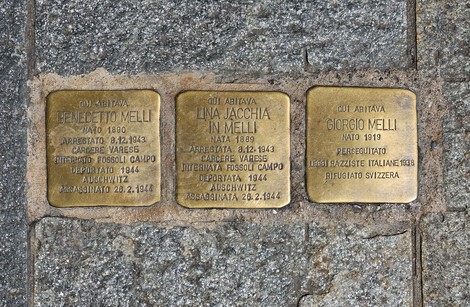 QUI ABITAVA
BENEDETTO MELLI
NATO 1890
ARRESTATO 8.12.1943
CARCERE VARESE
INTERNATO FOSSOLI CAMPO
DEPORTATO 1944
AUSCHWITZ
ASSASSINATO 26.2.1944
QUI ABITAVA
LINA JACCHIA
IN MELLI
NATA 1899
ARRESTATA 8.12.1943
CARCERE VARESE
INTERNATA FOSSOLI CAMPO
DEPORTATA 1944
AUSCHWITZ
ASSASSINATA 26.2.1944
QUI ABITAVA
GIORGIO MELLI
NATO 1919
PERSEGUITATO
LEGGI RAZZISTE ITALIANE 1938
RIFUGIATO SVIZZERA